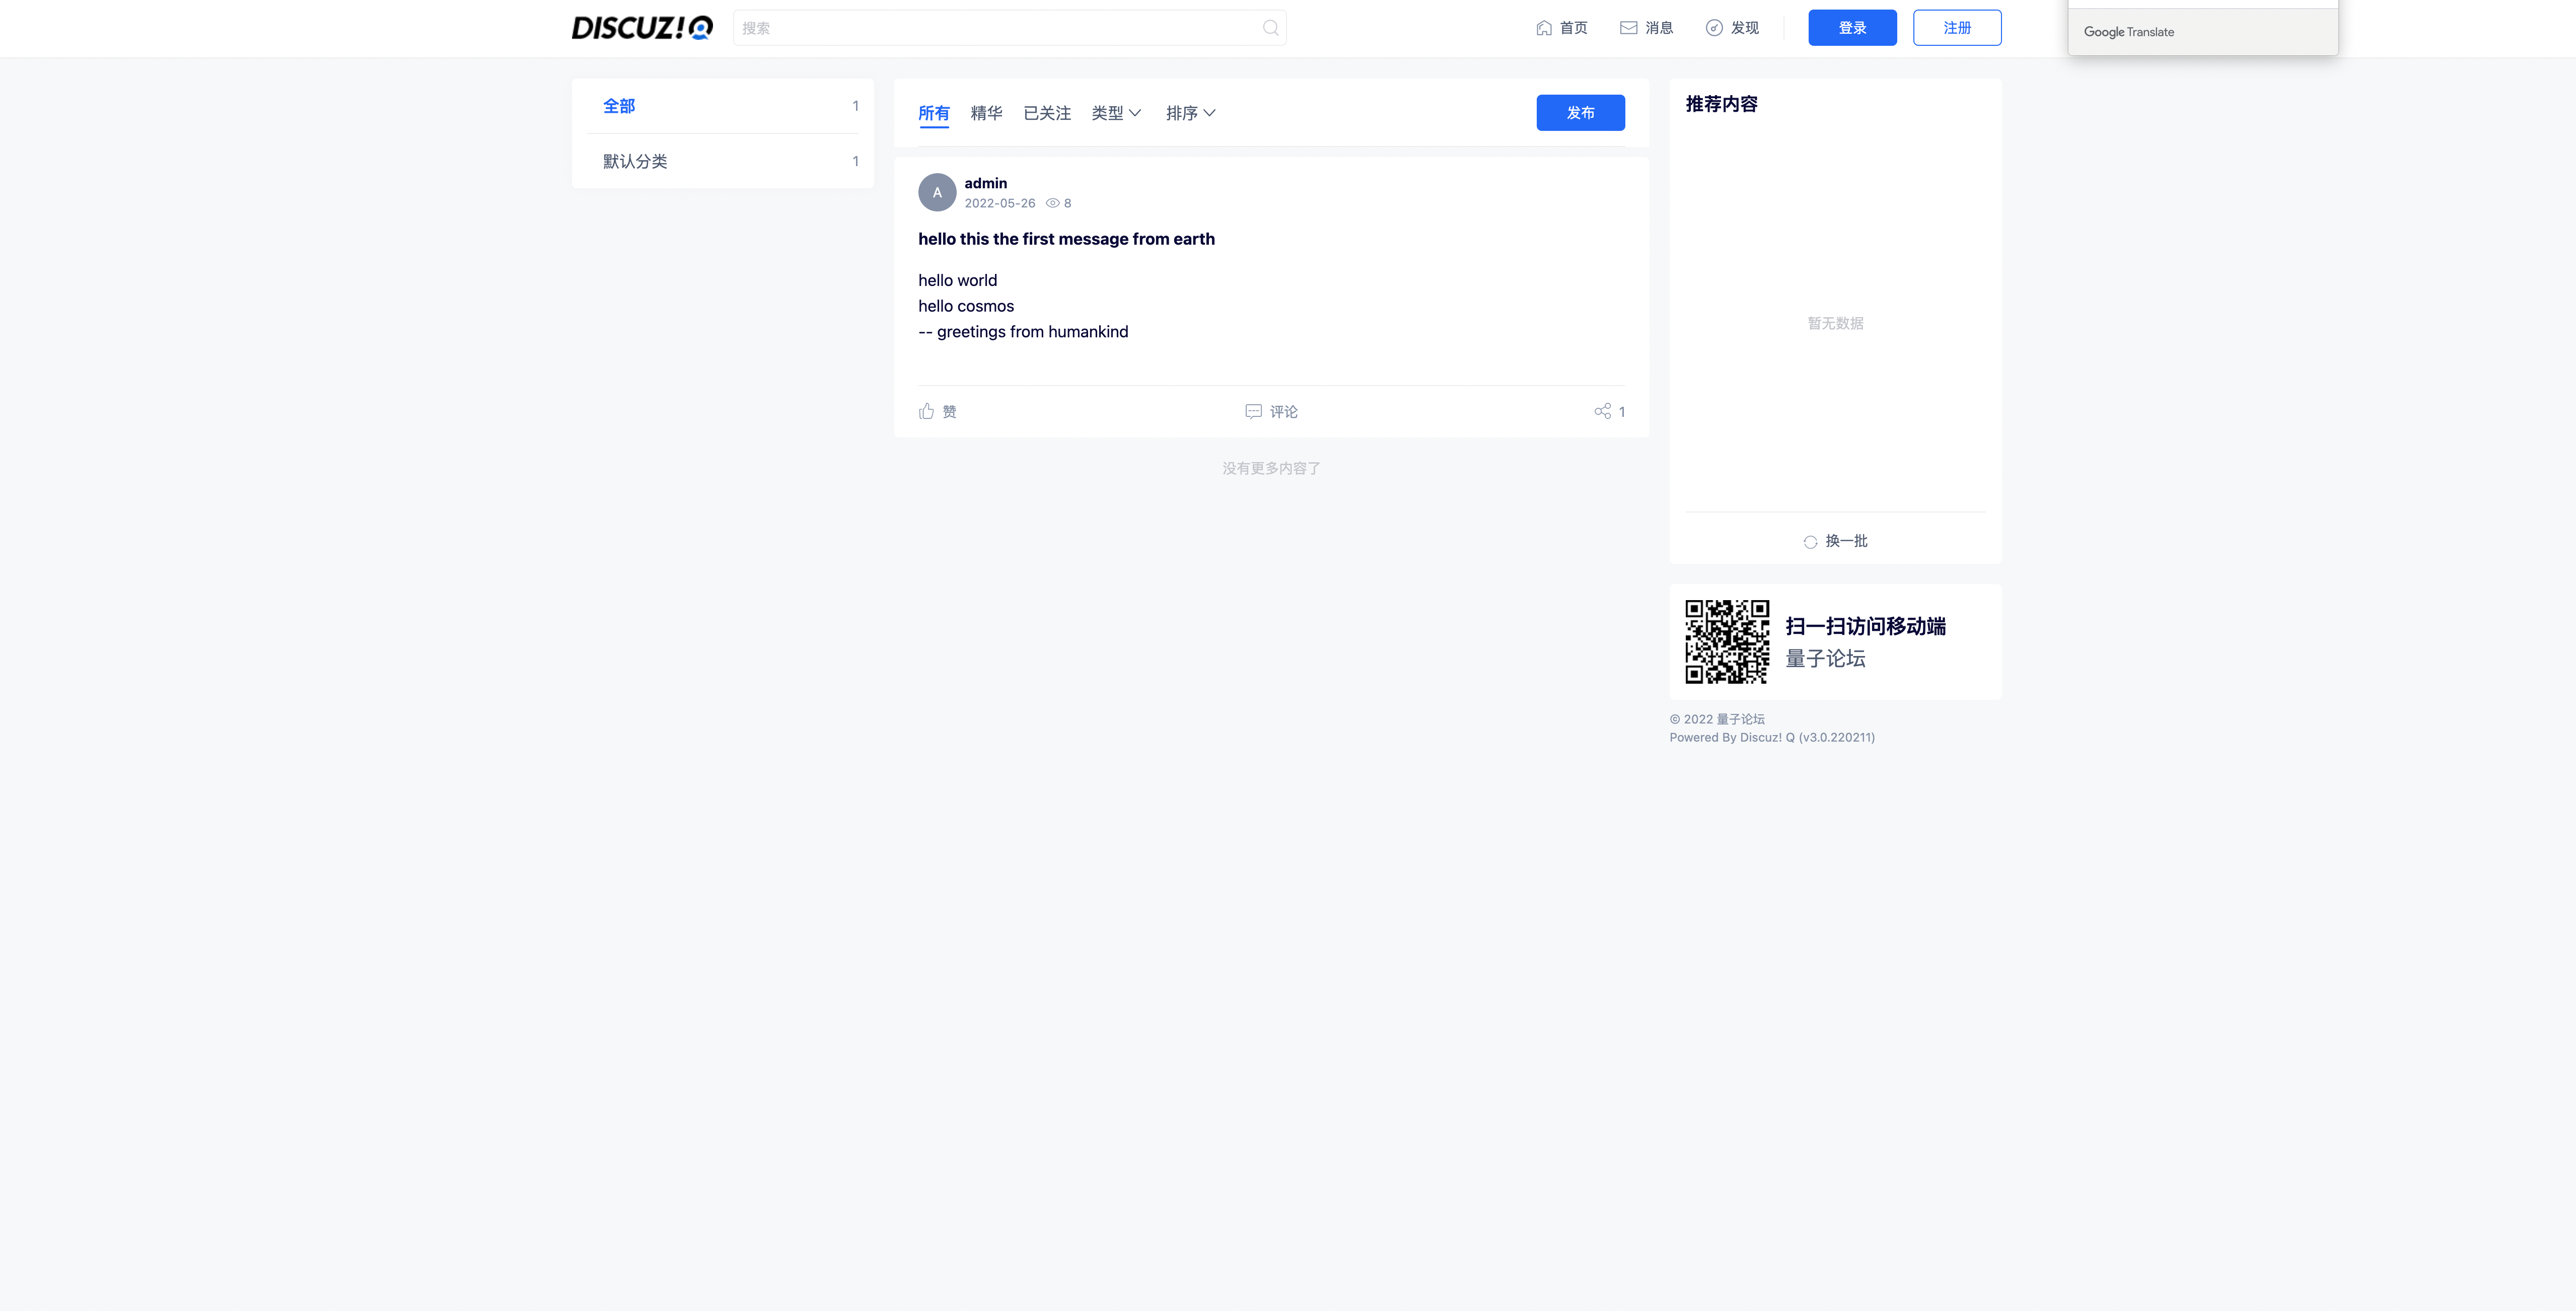 DISCUZ! Q
搜索
首页
消息
发现
登录
注册
Google Translate
全部 1
默认分类 1
所有 精华 已关注 类型 排序
发布
A
admin
2022-05-26 8
hello this the first message from earth
hello world
hello cosmos
-- greetings from humankind
赞
评论
1
没有更多内容了
推荐内容
暂无数据
换一批
扫一扫访问移动端
量子论坛
© 2022 量子论坛
Powered By Discuz! Q (v3.0.220211)